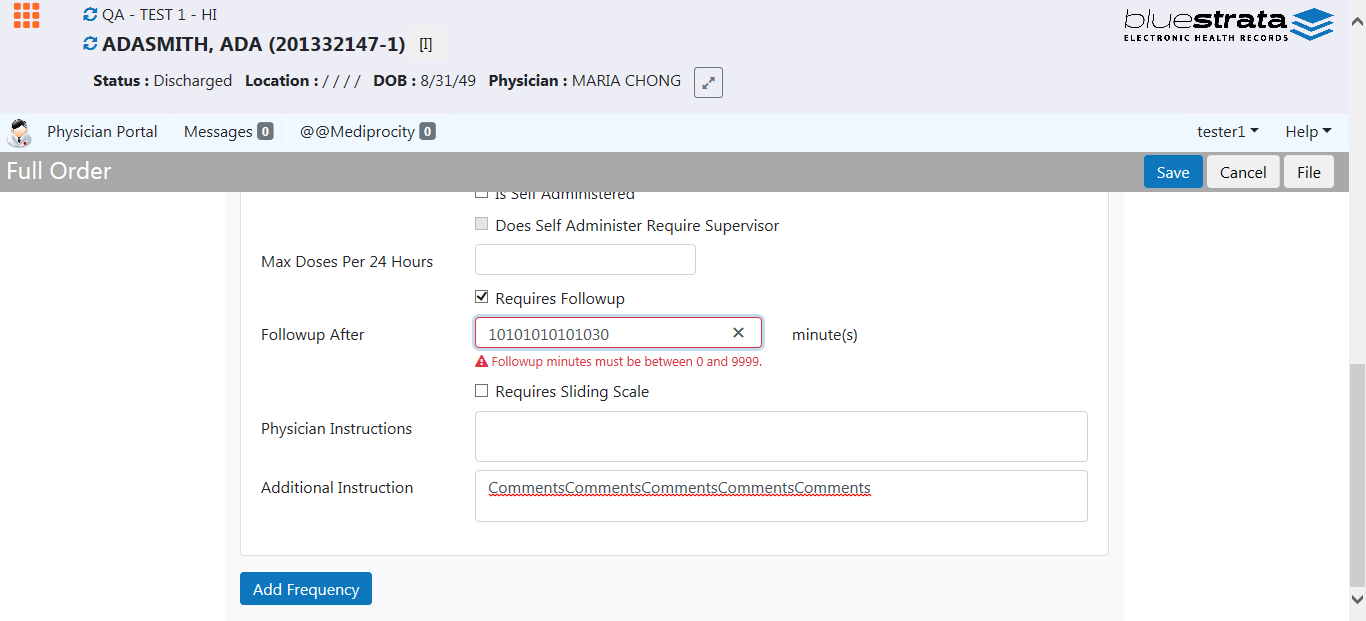 QA - TEST 1 - HI
ADASMITH, ADA (201332147-1) [I]
bluestrata
ELECTRONIC HEALTH RECORDS
Status : Discharged Location : / / / / DOB : 8/31/49 Physician : MARIA CHONG
Physician Portal Messages 0 @@Mediprocity 0 tester1 Help
Full Order Save Cancel File
Is Self Administered
Does Self Administer Require Supervisor
Max Doses Per 24 Hours
Requires Followup
Followup After 10101010101030 minute(s)
Followup minutes must be between 0 and 9999.
Requires Sliding Scale
Physician Instructions
Additional Instruction CommentsCommentsCommentsCommentsComments
Add Frequency